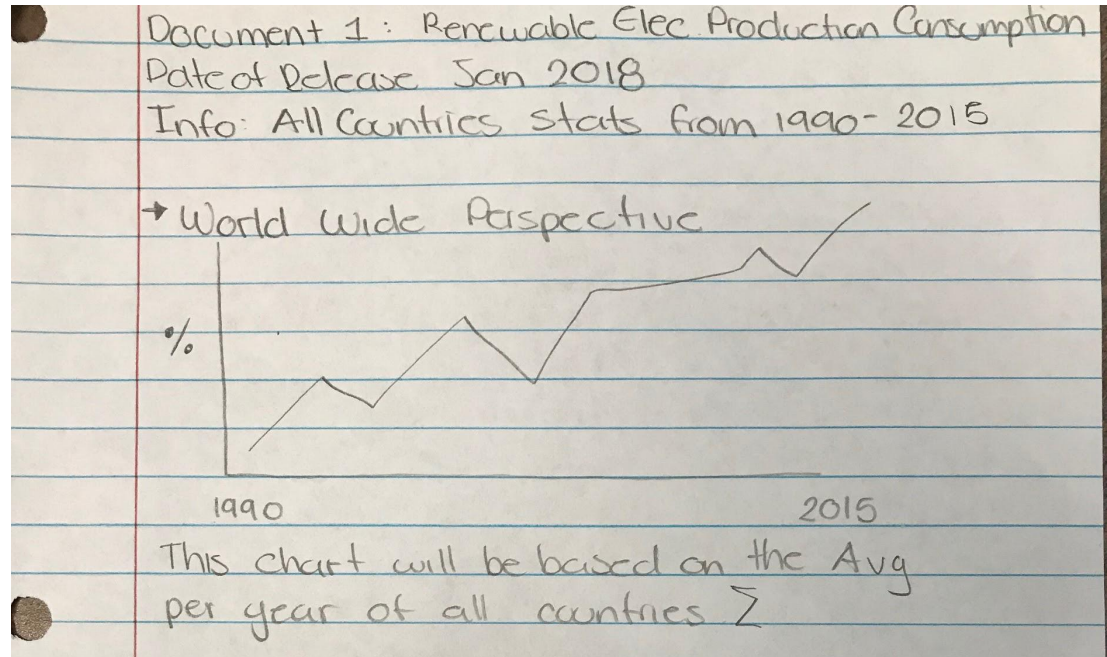 Document 1: Renewable Elec Production Consumption
Date of Release Jan 2018
Info: All Countries stats from 1990-2015
→ World Wide Perspective
%
1990 2015
This chart will be based on the Avg
per year of all countries Σ